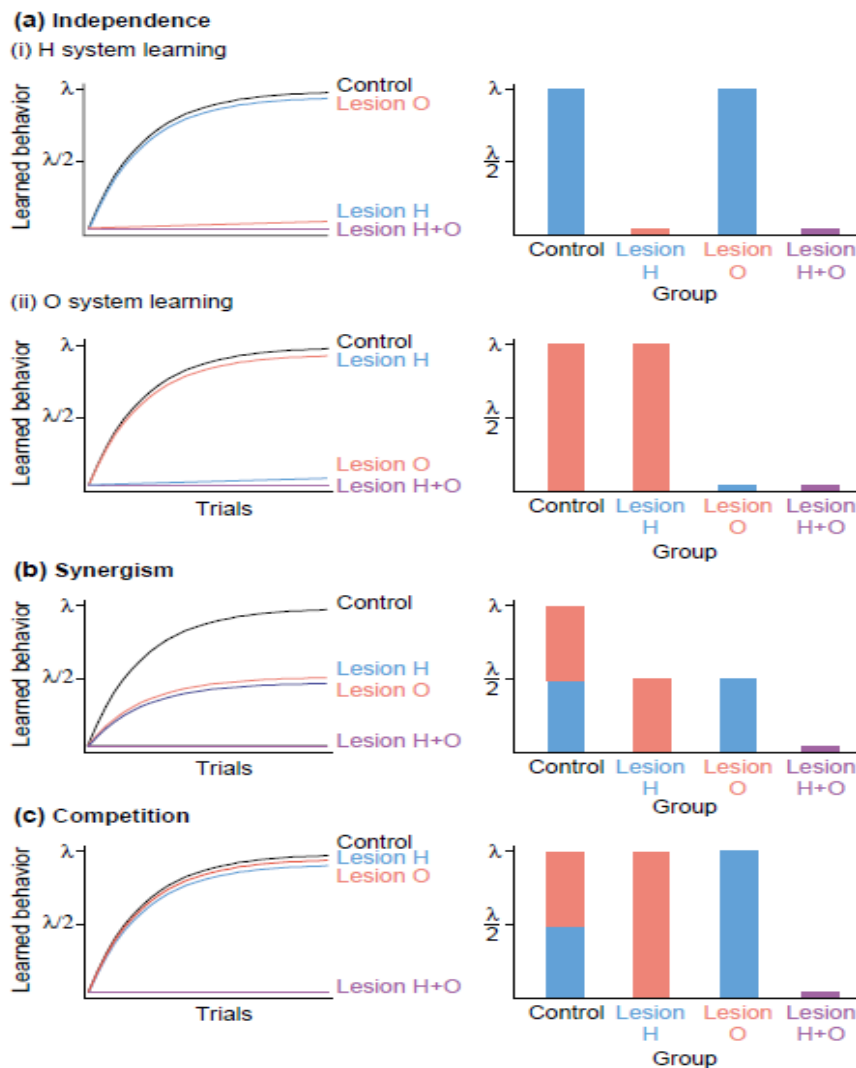 (a) Independence
(i) H system learning
Learned behavior
λ
λ/2
Control
Lesion O
Lesion H
Lesion H+O
λ
λ
2
Control
Lesion
H
Lesion
O
Lesion
H+O
Group
(ii) O system learning
Learned behavior
λ
λ/2
Control
Lesion H
Lesion O
Lesion H+O
Trials
λ
λ
2
Control
Lesion
H
Lesion
O
Lesion
H+O
Group
(b) Synergism
Learned behavior
λ
λ/2
Control
Lesion H
Lesion O
Lesion H+O
Trials
λ
λ
2
Control
Lesion
H
Lesion
O
Lesion
H+O
Group
(c) Competition
Learned behavior
λ
λ/2
Control
Lesion H
Lesion O
Lesion H+O
Trials
λ
λ
2
Control
Lesion
H
Lesion
O
Lesion
H+O
Group